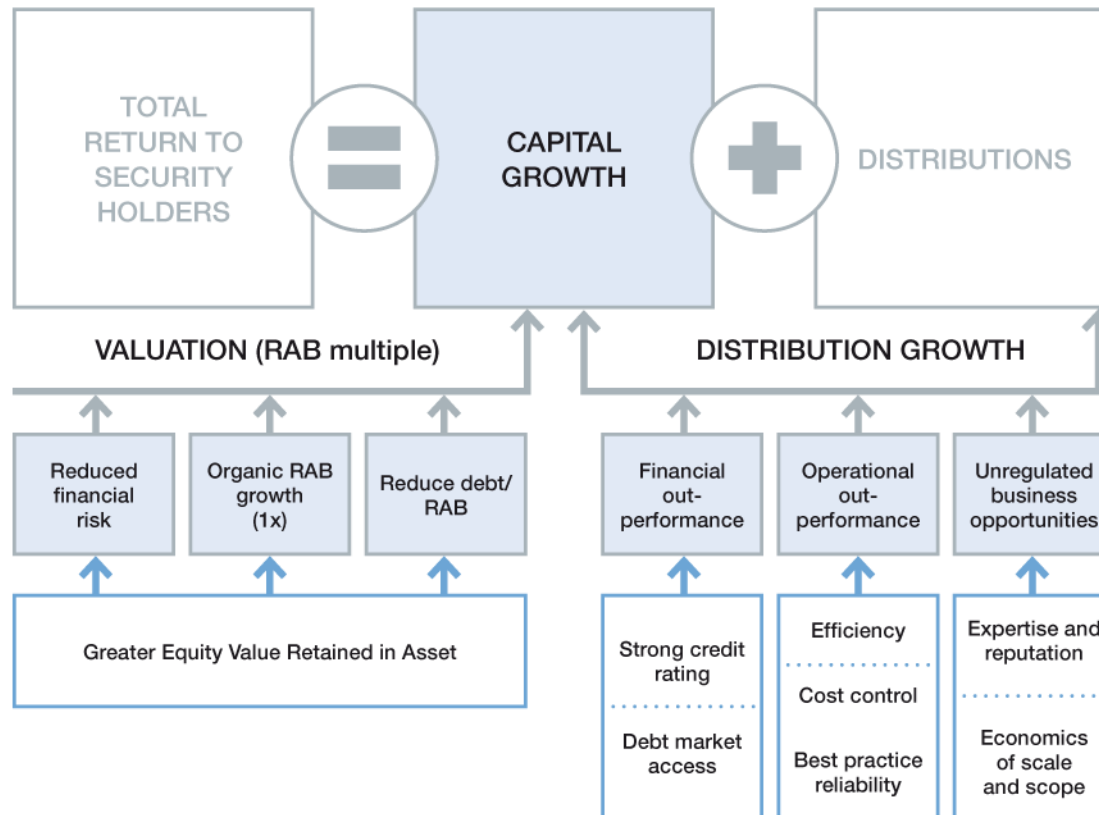 TOTAL
RETURN TO
SECURITY
HOLDERS
CAPITAL
GROWTH
DISTRIBUTIONS
VALUATION (RAB multiple)
DISTRIBUTION GROWTH
Reduced
financial
risk
Organic RAB
growth
(1x)
Reduce debt/
RAB
Financial
out-
performance
Operational
out-
performance
Unregulated
business
opportunities
Greater Equity Value Retained in Asset
Strong credit
rating
Debt market
access
Efficiency
Cost control
Best practice
reliability
Expertise and
reputation
Economics
of scale
and scope